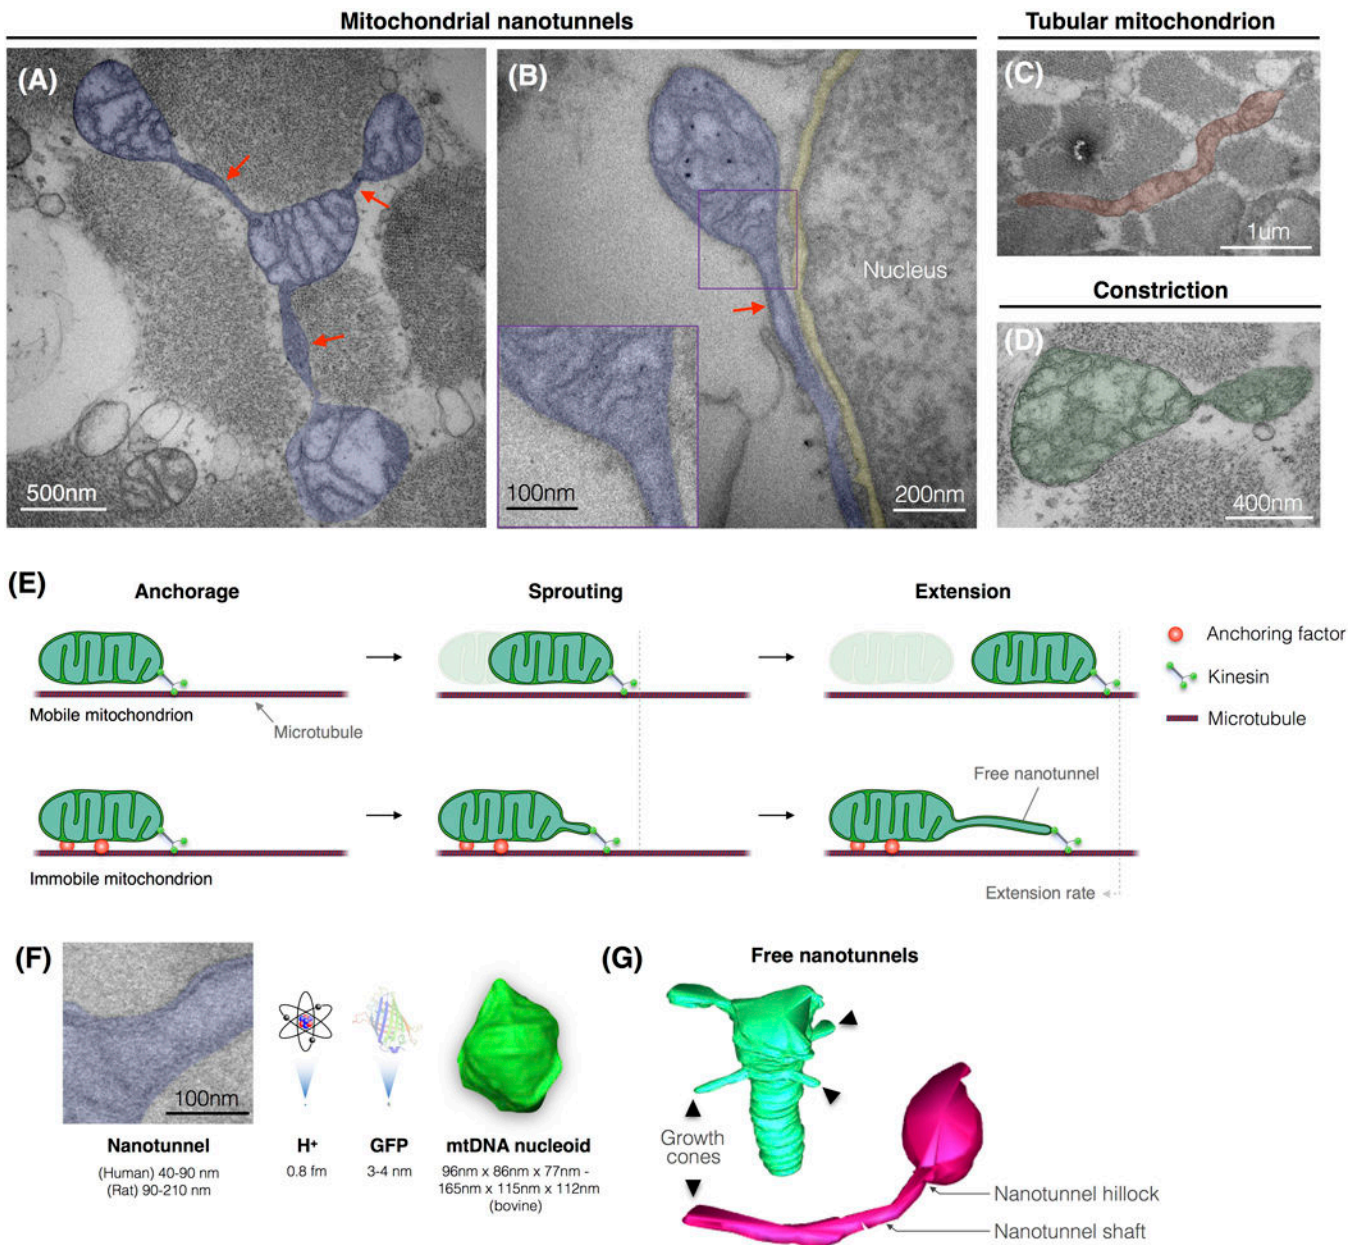 Mitochondrial nanotunnels
Tubular mitochondrion
(A)
(B)
(C)
1um
Nucleus
Constriction
(D)
500nm
100nm
200nm
400nm
(E)
Anchorage
Sprouting
Extension
Anchoring factor
Kinesin
Microtubule
Mobile mitochondrion
Microtubule
Free nanotunnel
Immobile mitochondrion
Extension rate
(F)
100nm
Nanotunnel
(Human) 40-90 nm
(Rat) 90-210 nm
H+
0.8 fm
GFP
3-4 nm
mtDNA nucleoid
96nm x 86nm x 77nm -
165nm x 115nm x 112nm
(bovine)
(G)
Free nanotunnels
Growth
cones
Nanotunnel hillock
Nanotunnel shaft